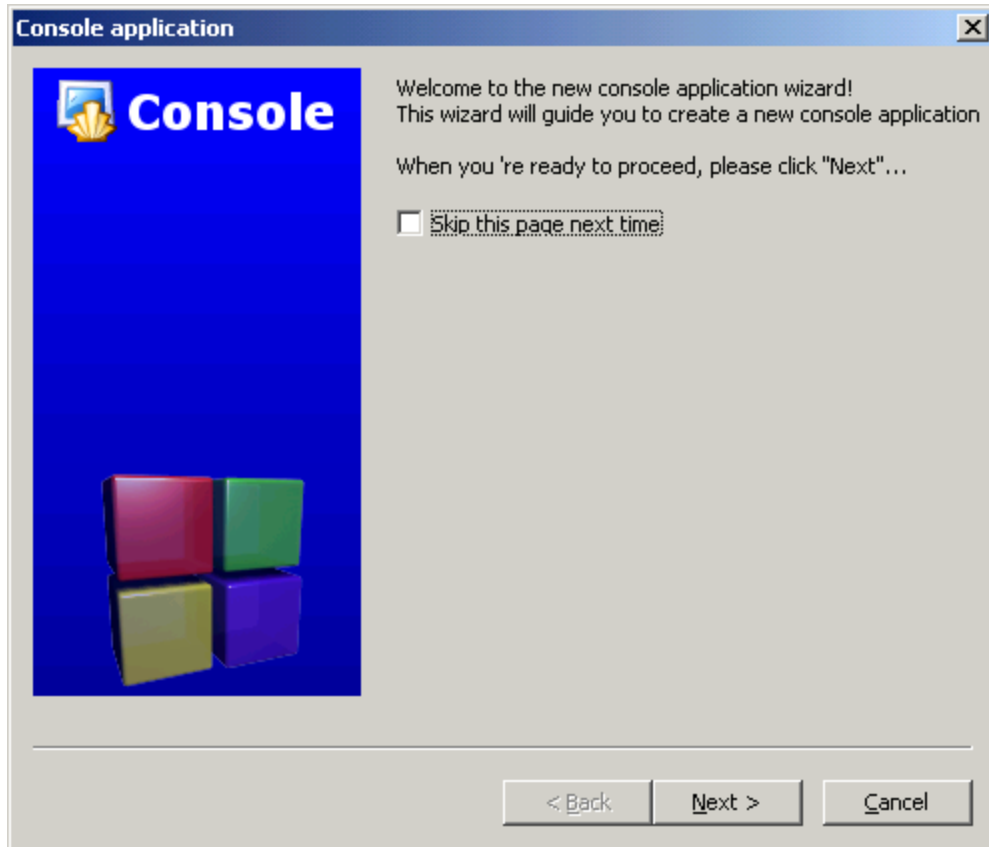 Console application
Console
Welcome to the new console application wizard!
This wizard will guide you to create a new console application
When you 're ready to proceed, please click "Next"...
Skip this page next time
< Back
Next >
Cancel